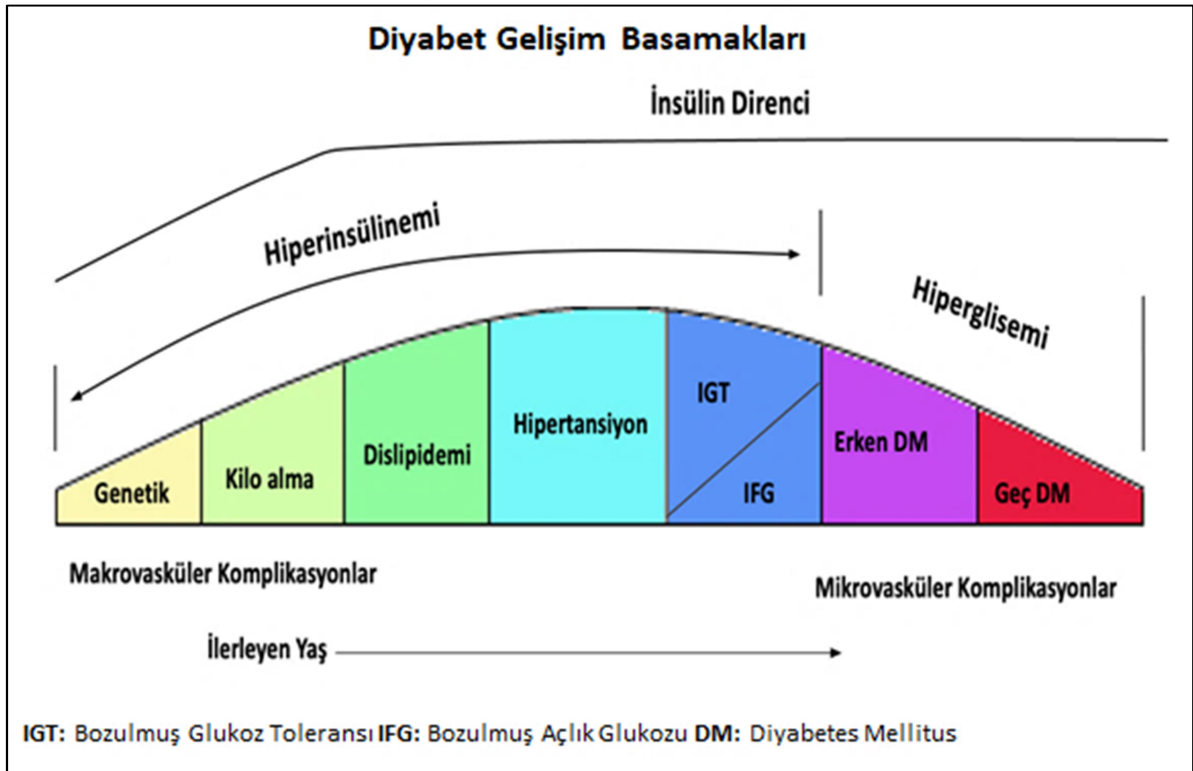 Diyabet Gelişim Basamakları
İnsülin Direnci
Hiperinsülinemi
Hiperglisemi
Genetik
Kilo alma
Dislipidemi
Hipertansiyon
IGT
IFG
Erken DM
Geç DM
Makrovasküler Komplikasyonlar
Mikrovasküler Komplikasyonlar
İlerleyen Yaş
IGT: Bozulmuş Glukoz Toleransı IFG: Bozulmuş Açlık Glukozu DM: Diyabetes Mellitus